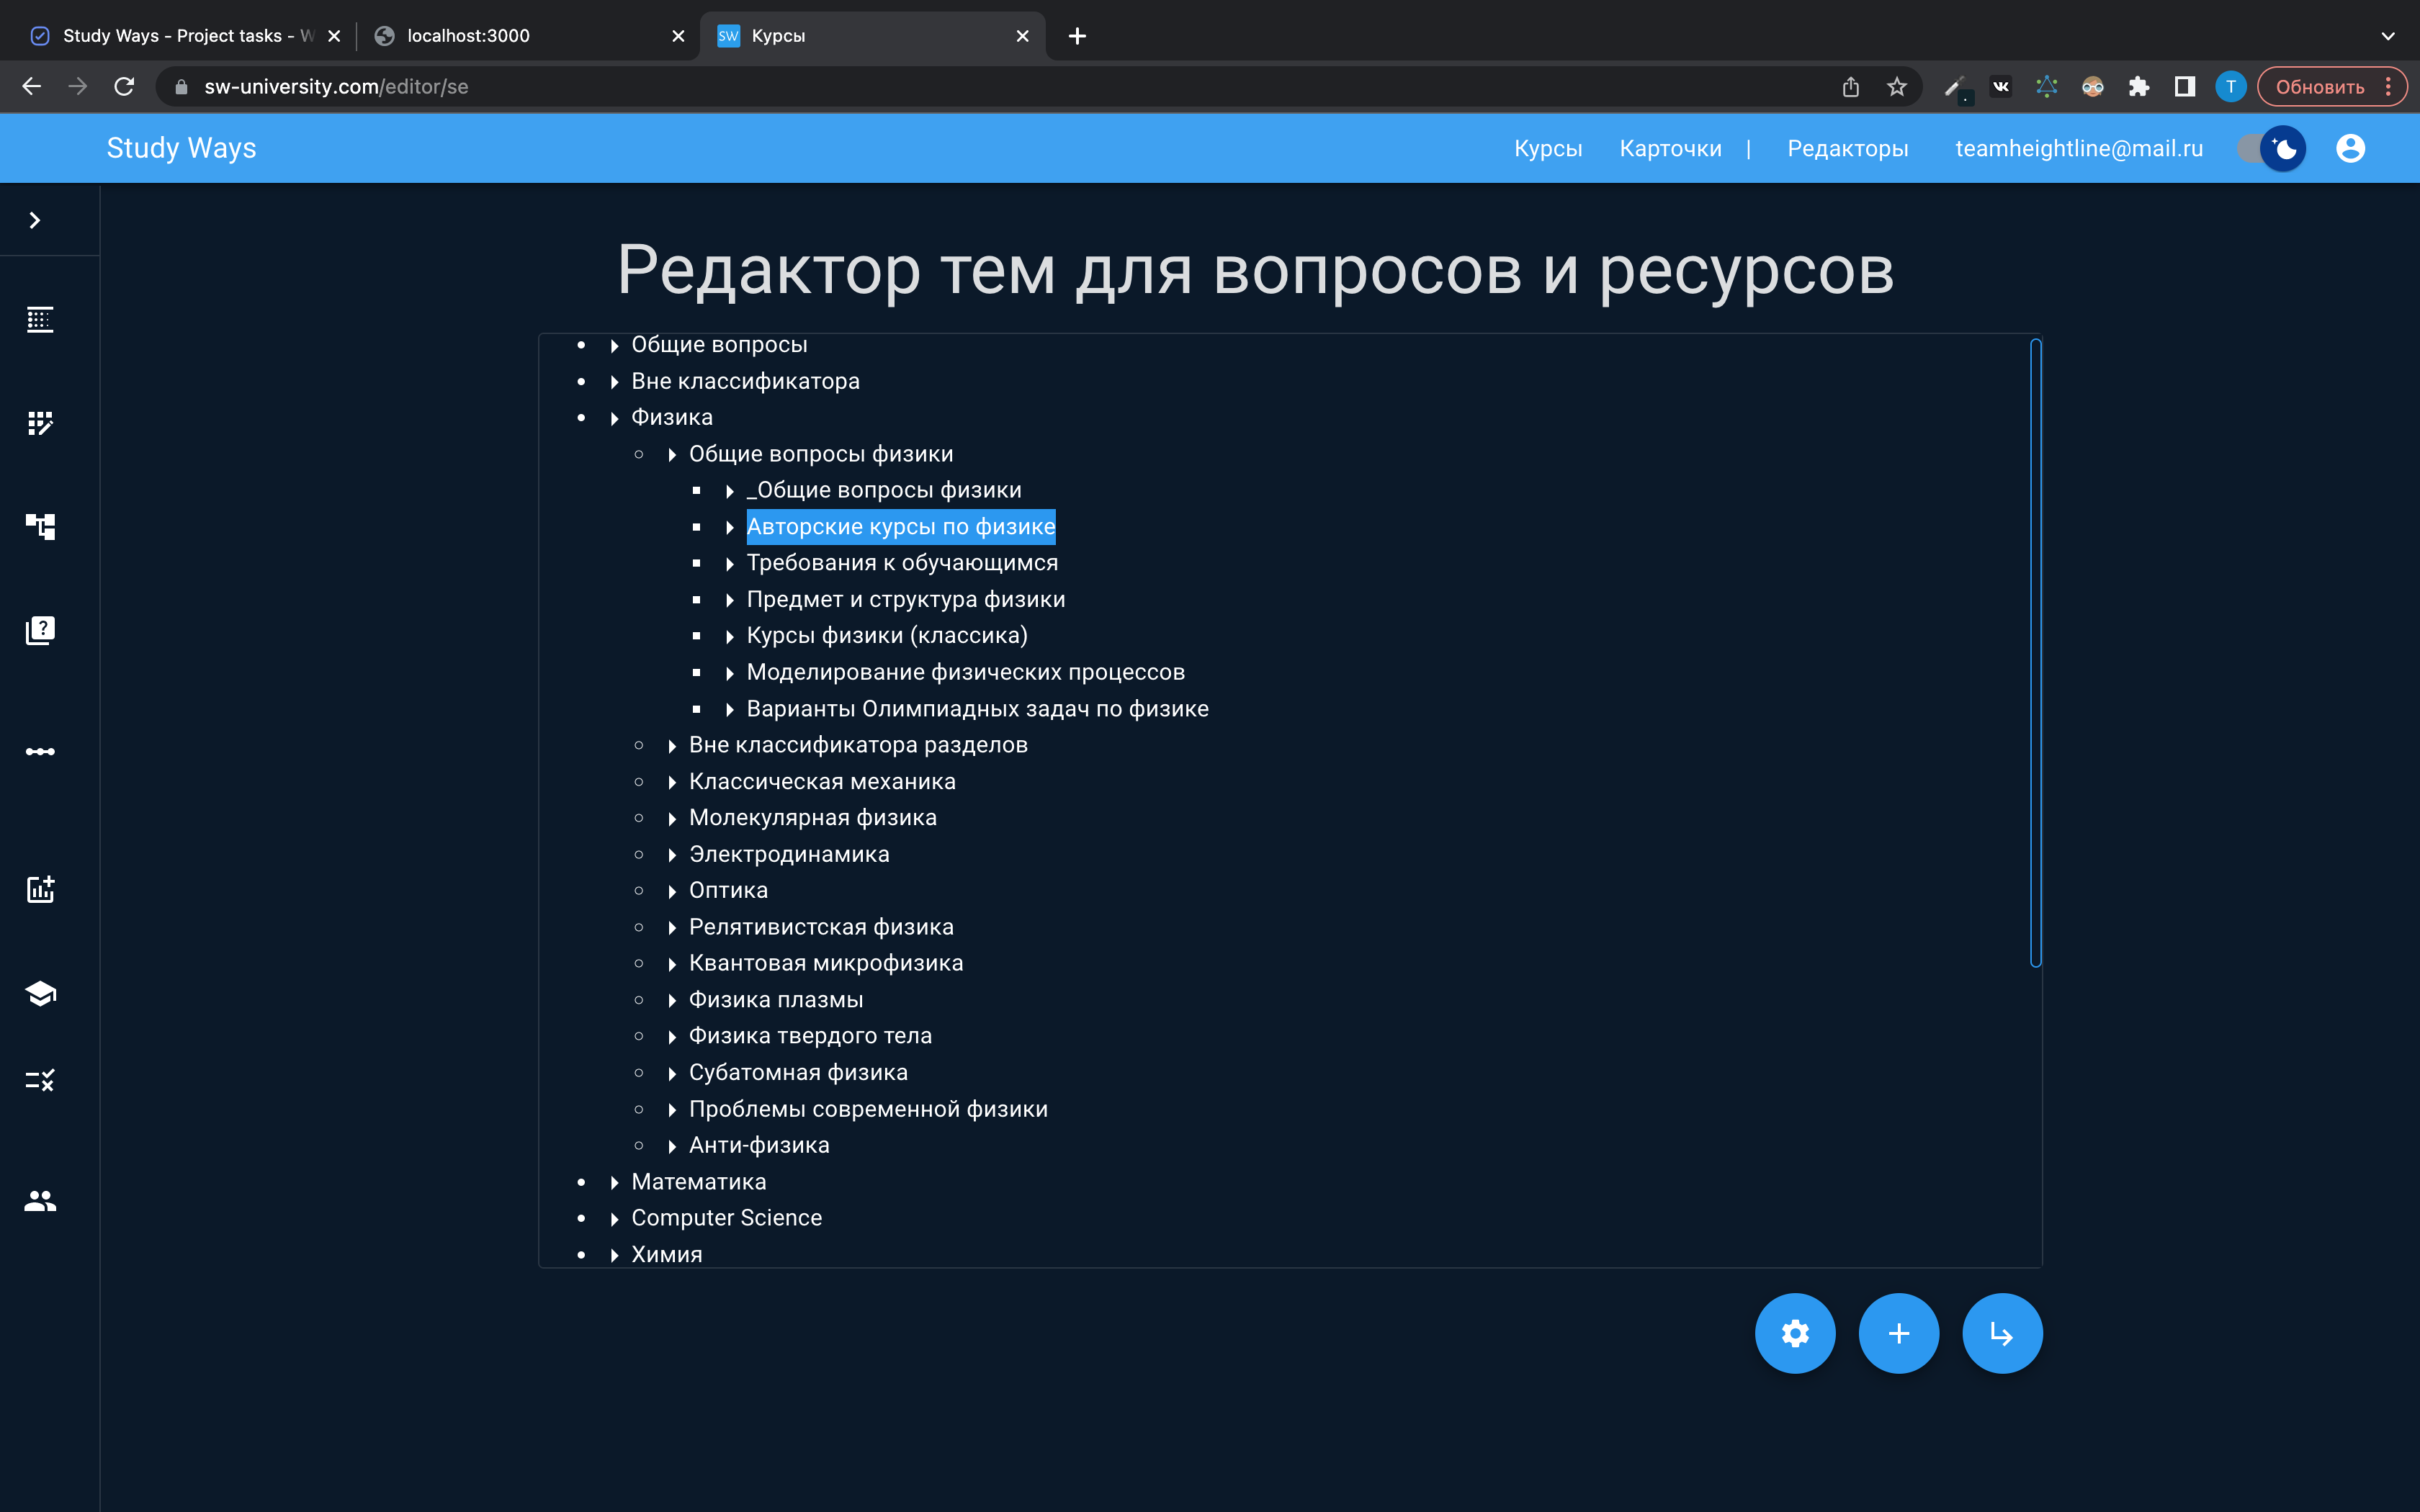 Study Ways - Project tasks - W
localhost:3000
SW Курсы
sw-university.com/editor/se
T
Обновить
Study Ways
Курсы
Карточки
|
Редакторы
teamheightline@mail.ru
Редактор тем для вопросов и ресурсов
Общие вопросы
Вне классификатора
Физика
Общие вопросы физики
_Общие вопросы физики
Авторские курсы по физике
Требования к обучающимся
Предмет и структура физики
Курсы физики (классика)
Моделирование физических процессов
Варианты Олимпиадных задач по физике
Вне классификатора разделов
Классическая механика
Молекулярная физика
Электродинамика
Оптика
Релятивистская физика
Квантовая микрофизика
Физика плазмы
Физика твердого тела
Субатомная физика
Проблемы современной физики
Анти-физика
Математика
Computer Science
Химия